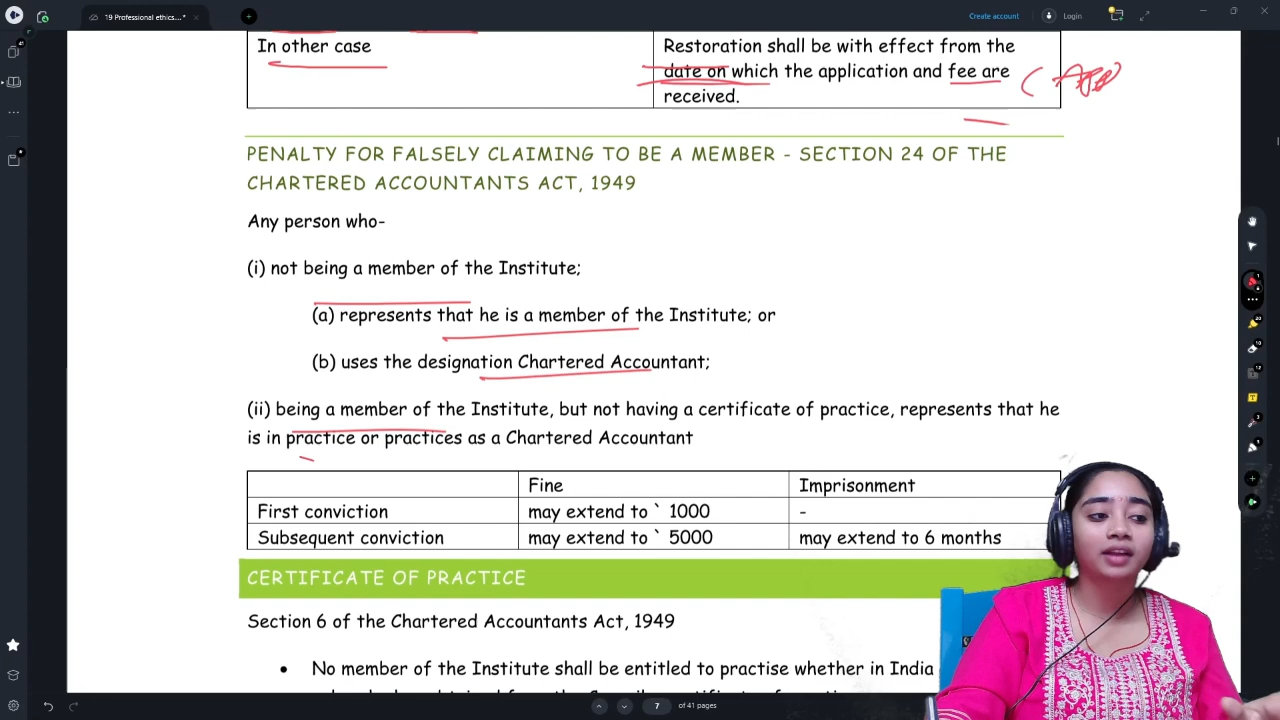 19 Professional ethics....*
Create account
Login
In other case
Restoration shall be with effect from the
date on which the application and fee are
received.
PENALTY FOR FALSELY CLAIMING TO BE A MEMBER - SECTION 24 OF THE
CHARTERED ACCOUNTANTS ACT, 1949
Any person who-
(i) not being a member of the Institute;
(a) represents that he is a member of the Institute; or
(b) uses the designation Chartered Accountant;
(ii) being a member of the Institute, but not having a certificate of practice, represents that he
is in practice or practices as a Chartered Accountant
Fine Imprisonment
First conviction may extend to ` 1000 -
Subsequent conviction may extend to ` 5000 may extend to 6 months
CERTIFICATE OF PRACTICE
Section 6 of the Chartered Accountants Act, 1949
• No member of the Institute shall be entitled to practise whether in India
7 of 41 pages